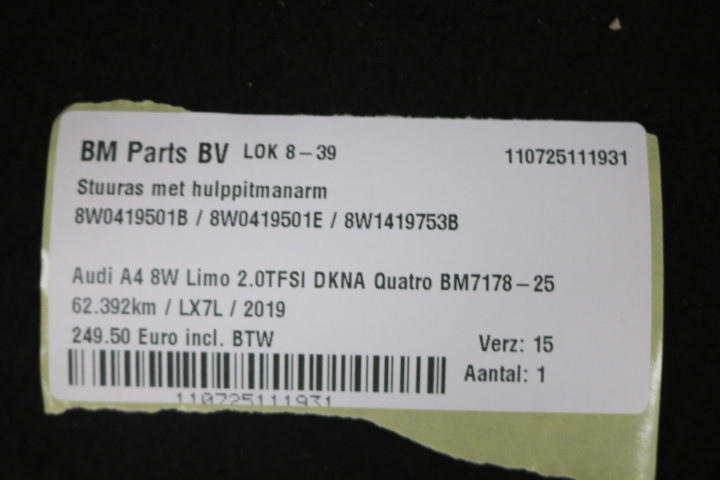 BM Parts BV LOK 8-39 110725111931
Stuuras met hulppitmanarm
8W0419501B / 8W0419501E / 8W1419753B
Audi A4 8W Limo 2.0TFSI DKNA Quatro BM7178-25
62.392km / LX7L / 2019
249.50 Euro incl. BTW Verz: 15
Aantal: 1
110725111931